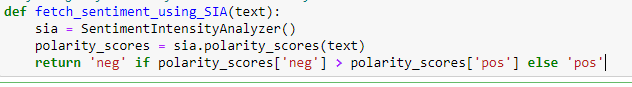 def fetch_sentiment_using_SIA(text):
    sia = SentimentIntensityAnalyzer()
    polarity_scores = sia.polarity_scores(text)
    return 'neg' if polarity_scores['neg'] > polarity_scores['pos'] else 'pos'